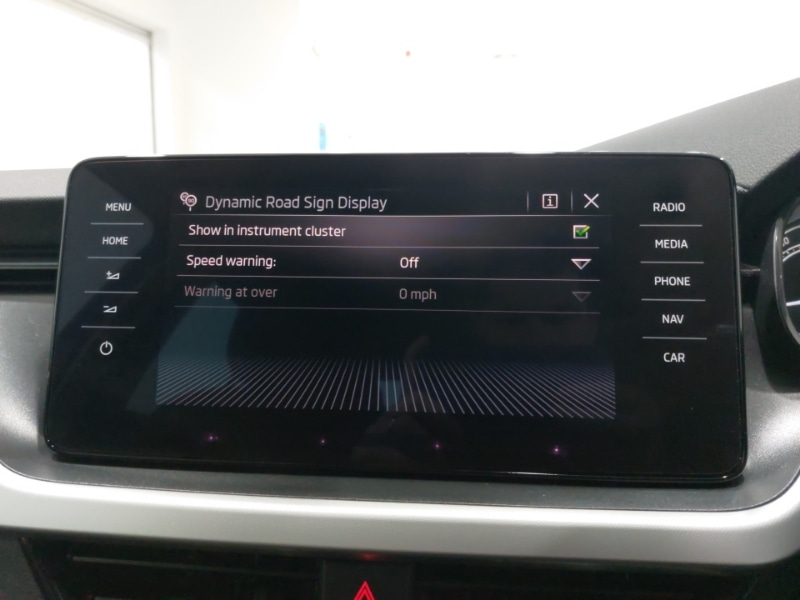 Dynamic Road Sign Display
Show in instrument cluster
Speed warning: Off
Warning at over 0 mph
MENU
HOME
RADIO
MEDIA
PHONE
NAV
CAR